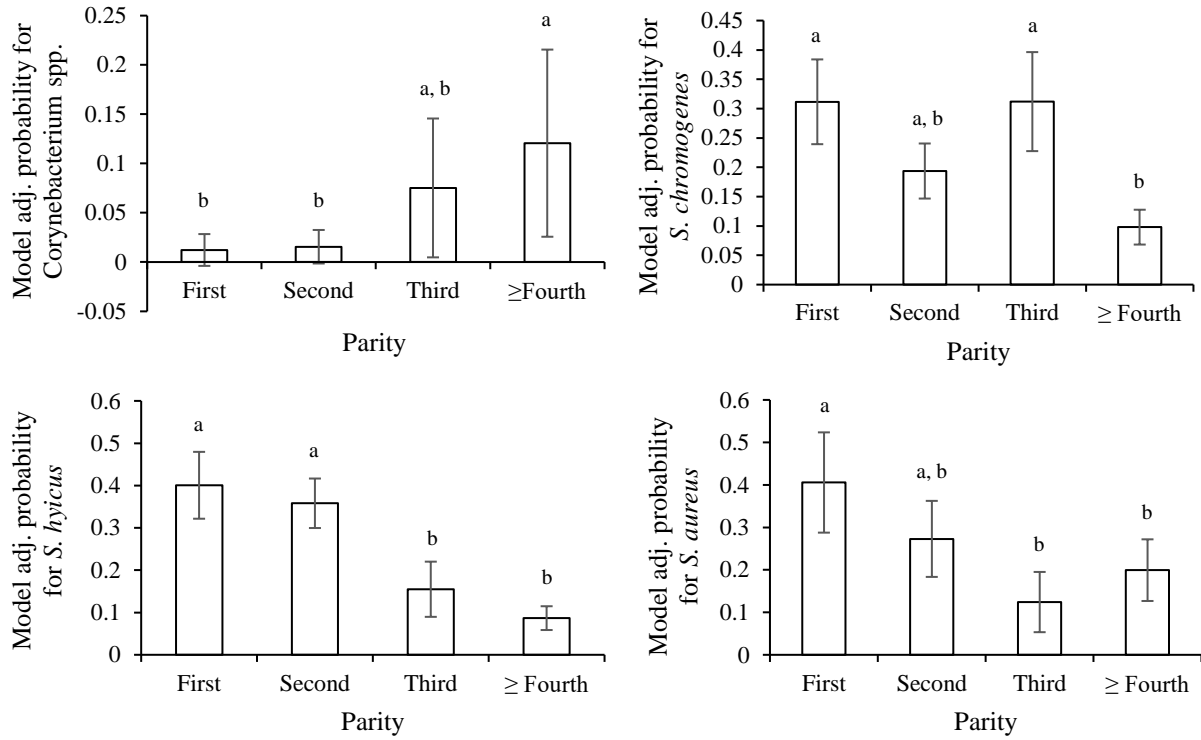 Model adj. probability for
Corynebacterium spp.
0.25
0.2
0.15
0.1
0.05
0
-0.05
b
b
a, b
a
First
Second
Third
≥Fourth
Parity
Model adj. probability for
S. chromogenes
0.45
0.4
0.35
0.3
0.25
0.2
0.15
0.1
0.05
0
a
a, b
a
b
First
Second
Third
≥ Fourth
Parity
Model adj. probability
for S. hyicus
0.6
0.5
0.4
0.3
0.2
0.1
0
a
a
b
b
First
Second
Third
≥ Fourth
Parity
Model adj. probability
for S. aureus
0.6
0.5
0.4
0.3
0.2
0.1
0
a
a, b
b
b
First
Second
Third
≥ Fourth
Parity